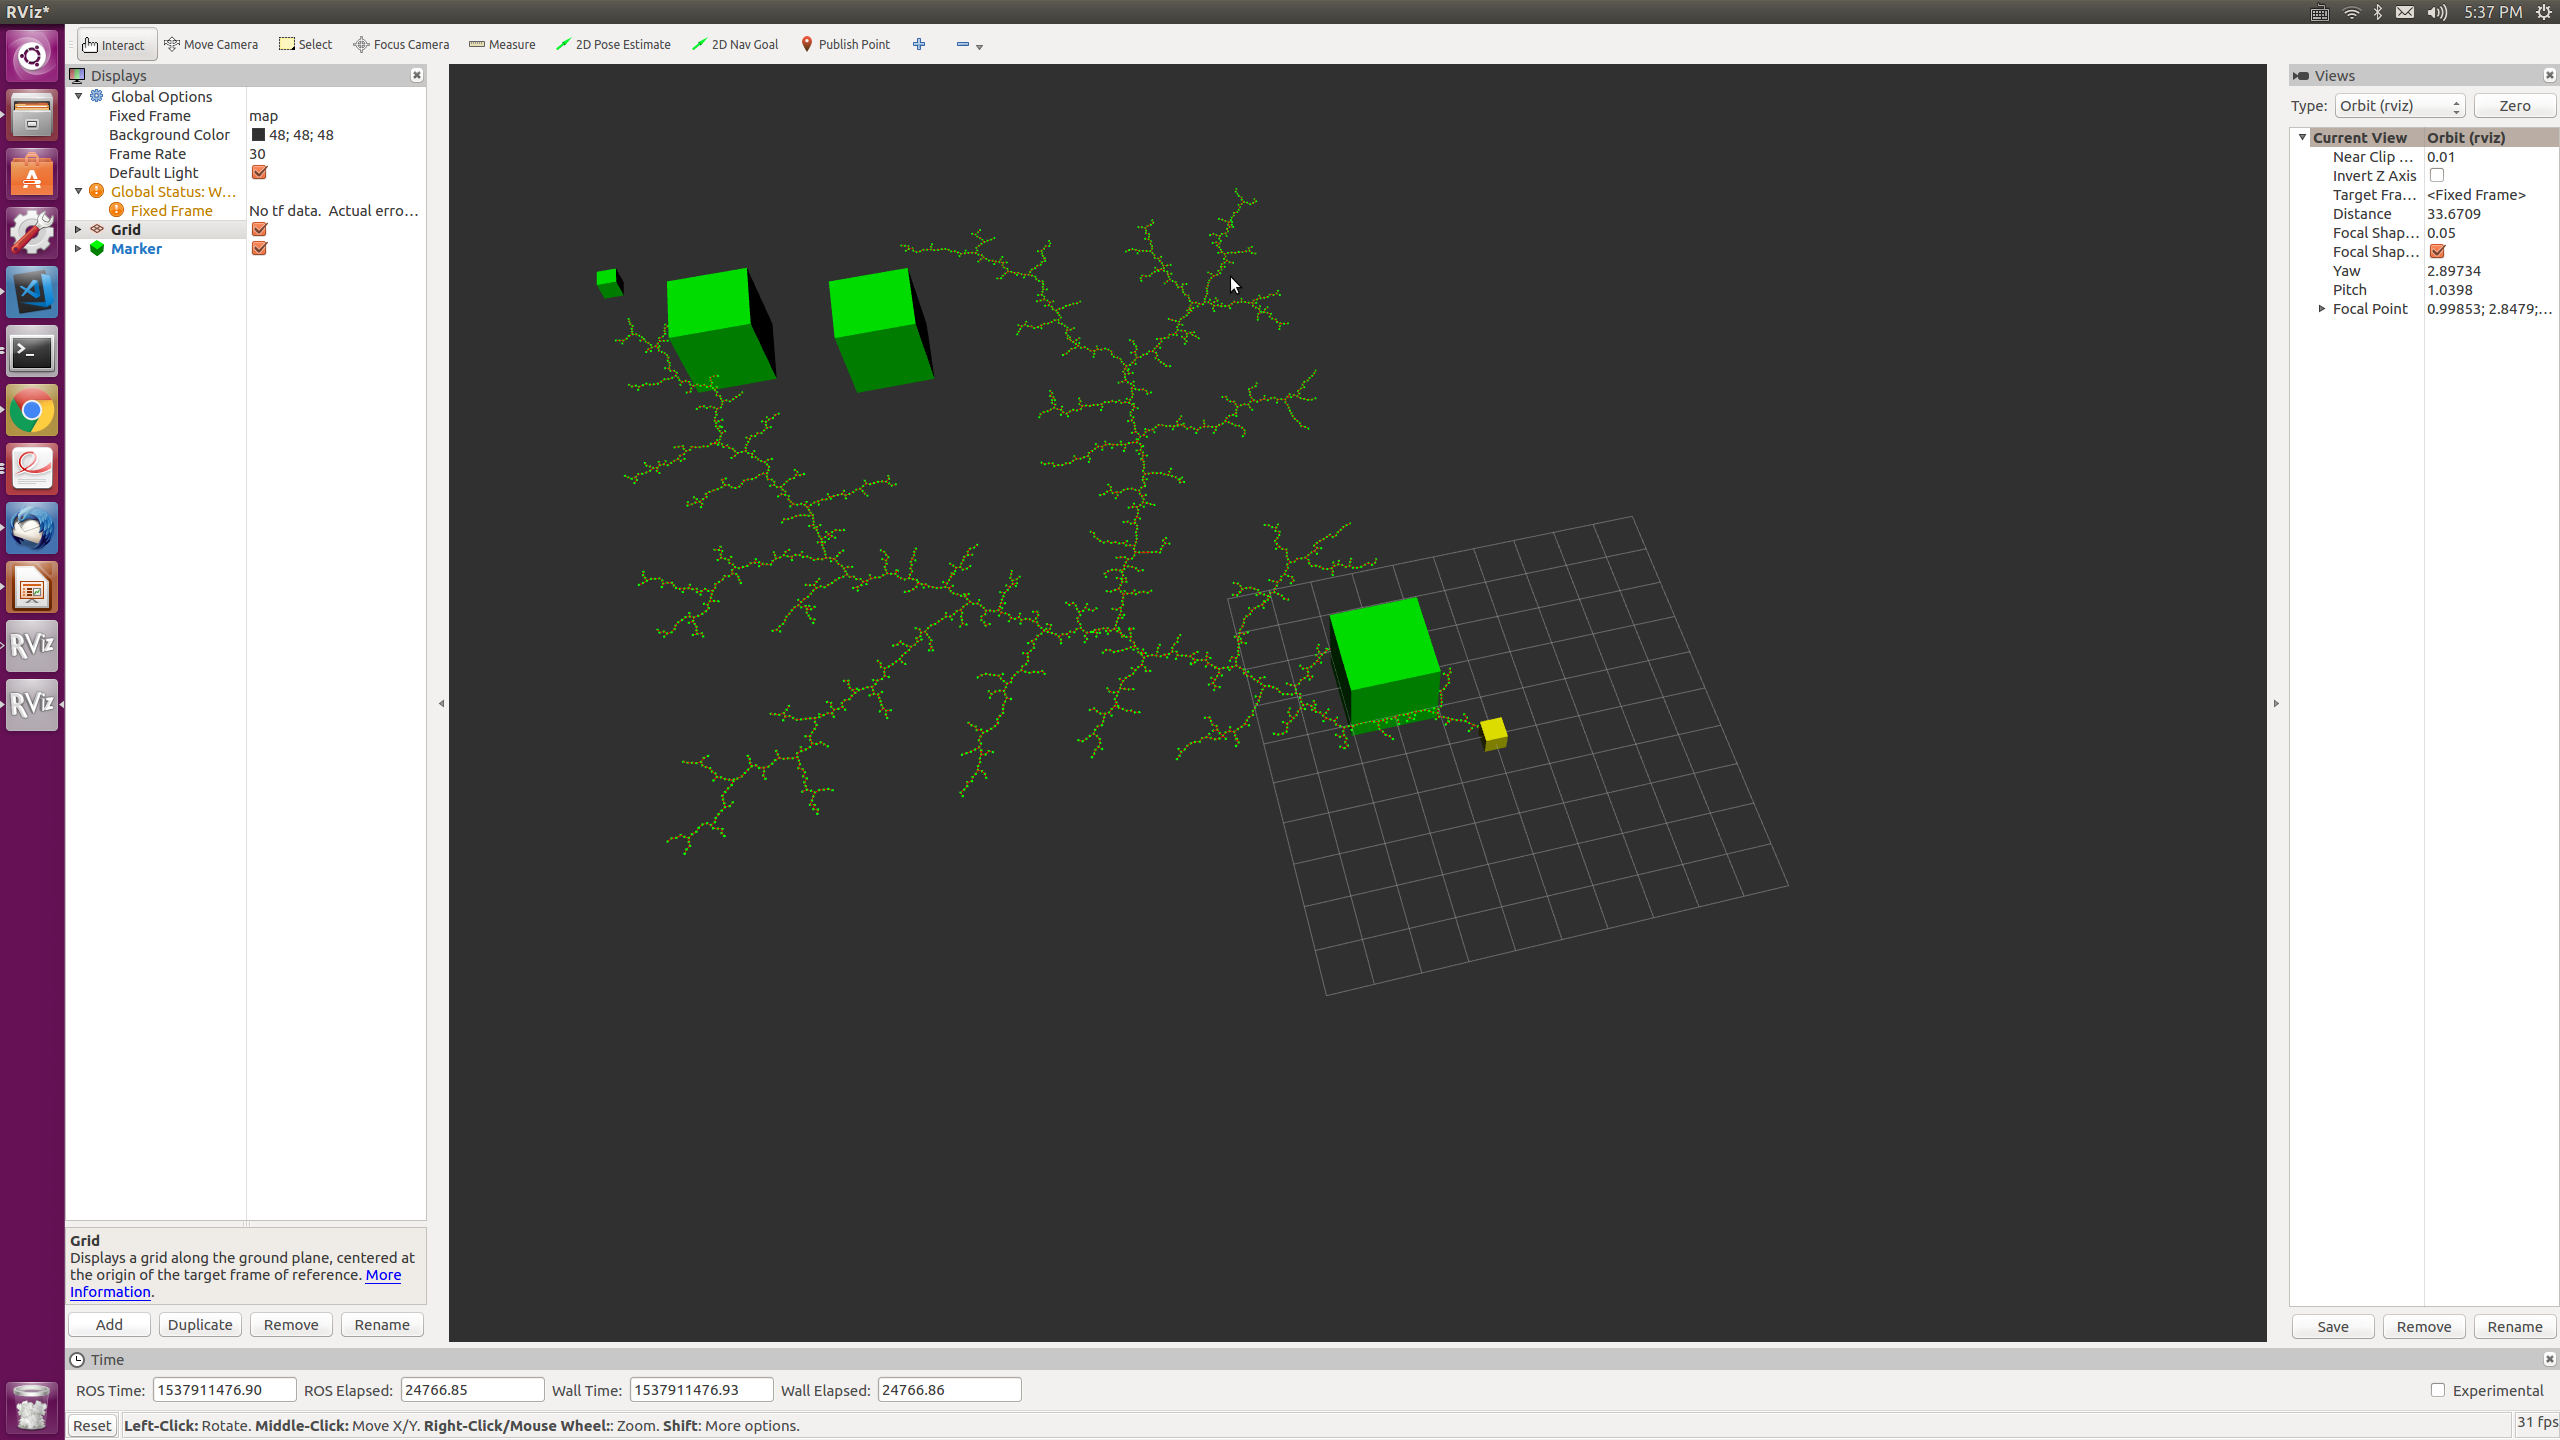 RViz*
5:37 PM
Interact Move Camera Select Focus Camera Measure 2D Pose Estimate 2D Nav Goal Publish Point
Displays
Global Options
Fixed Frame map
Background Color 48; 48; 48
Frame Rate 30
Default Light
Global Status: W...
Fixed Frame No tf data. Actual erro...
Grid
Marker
Grid
Displays a grid along the ground plane, centered at
the origin of the target frame of reference. More
Information.
Add Duplicate Remove Rename
RViz
RViz
Views
Type: Orbit (rviz) Zero
Current View Orbit (rviz)
Near Clip ... 0.01
Invert Z Axis
Target Fra... <Fixed Frame>
Distance 33.6709
Focal Shap... 0.05
Focal Shap...
Yaw 2.89734
Pitch 1.0398
Focal Point 0.99853; 2.8479;...
Save Remove Rename
Time
ROS Time: 1537911476.90 ROS Elapsed: 24766.85 Wall Time: 1537911476.93 Wall Elapsed: 24766.86 Experimental
Reset Left-Click: Rotate. Middle-Click: Move X/Y. Right-Click/Mouse Wheel:: Zoom. Shift: More options. 31 fps